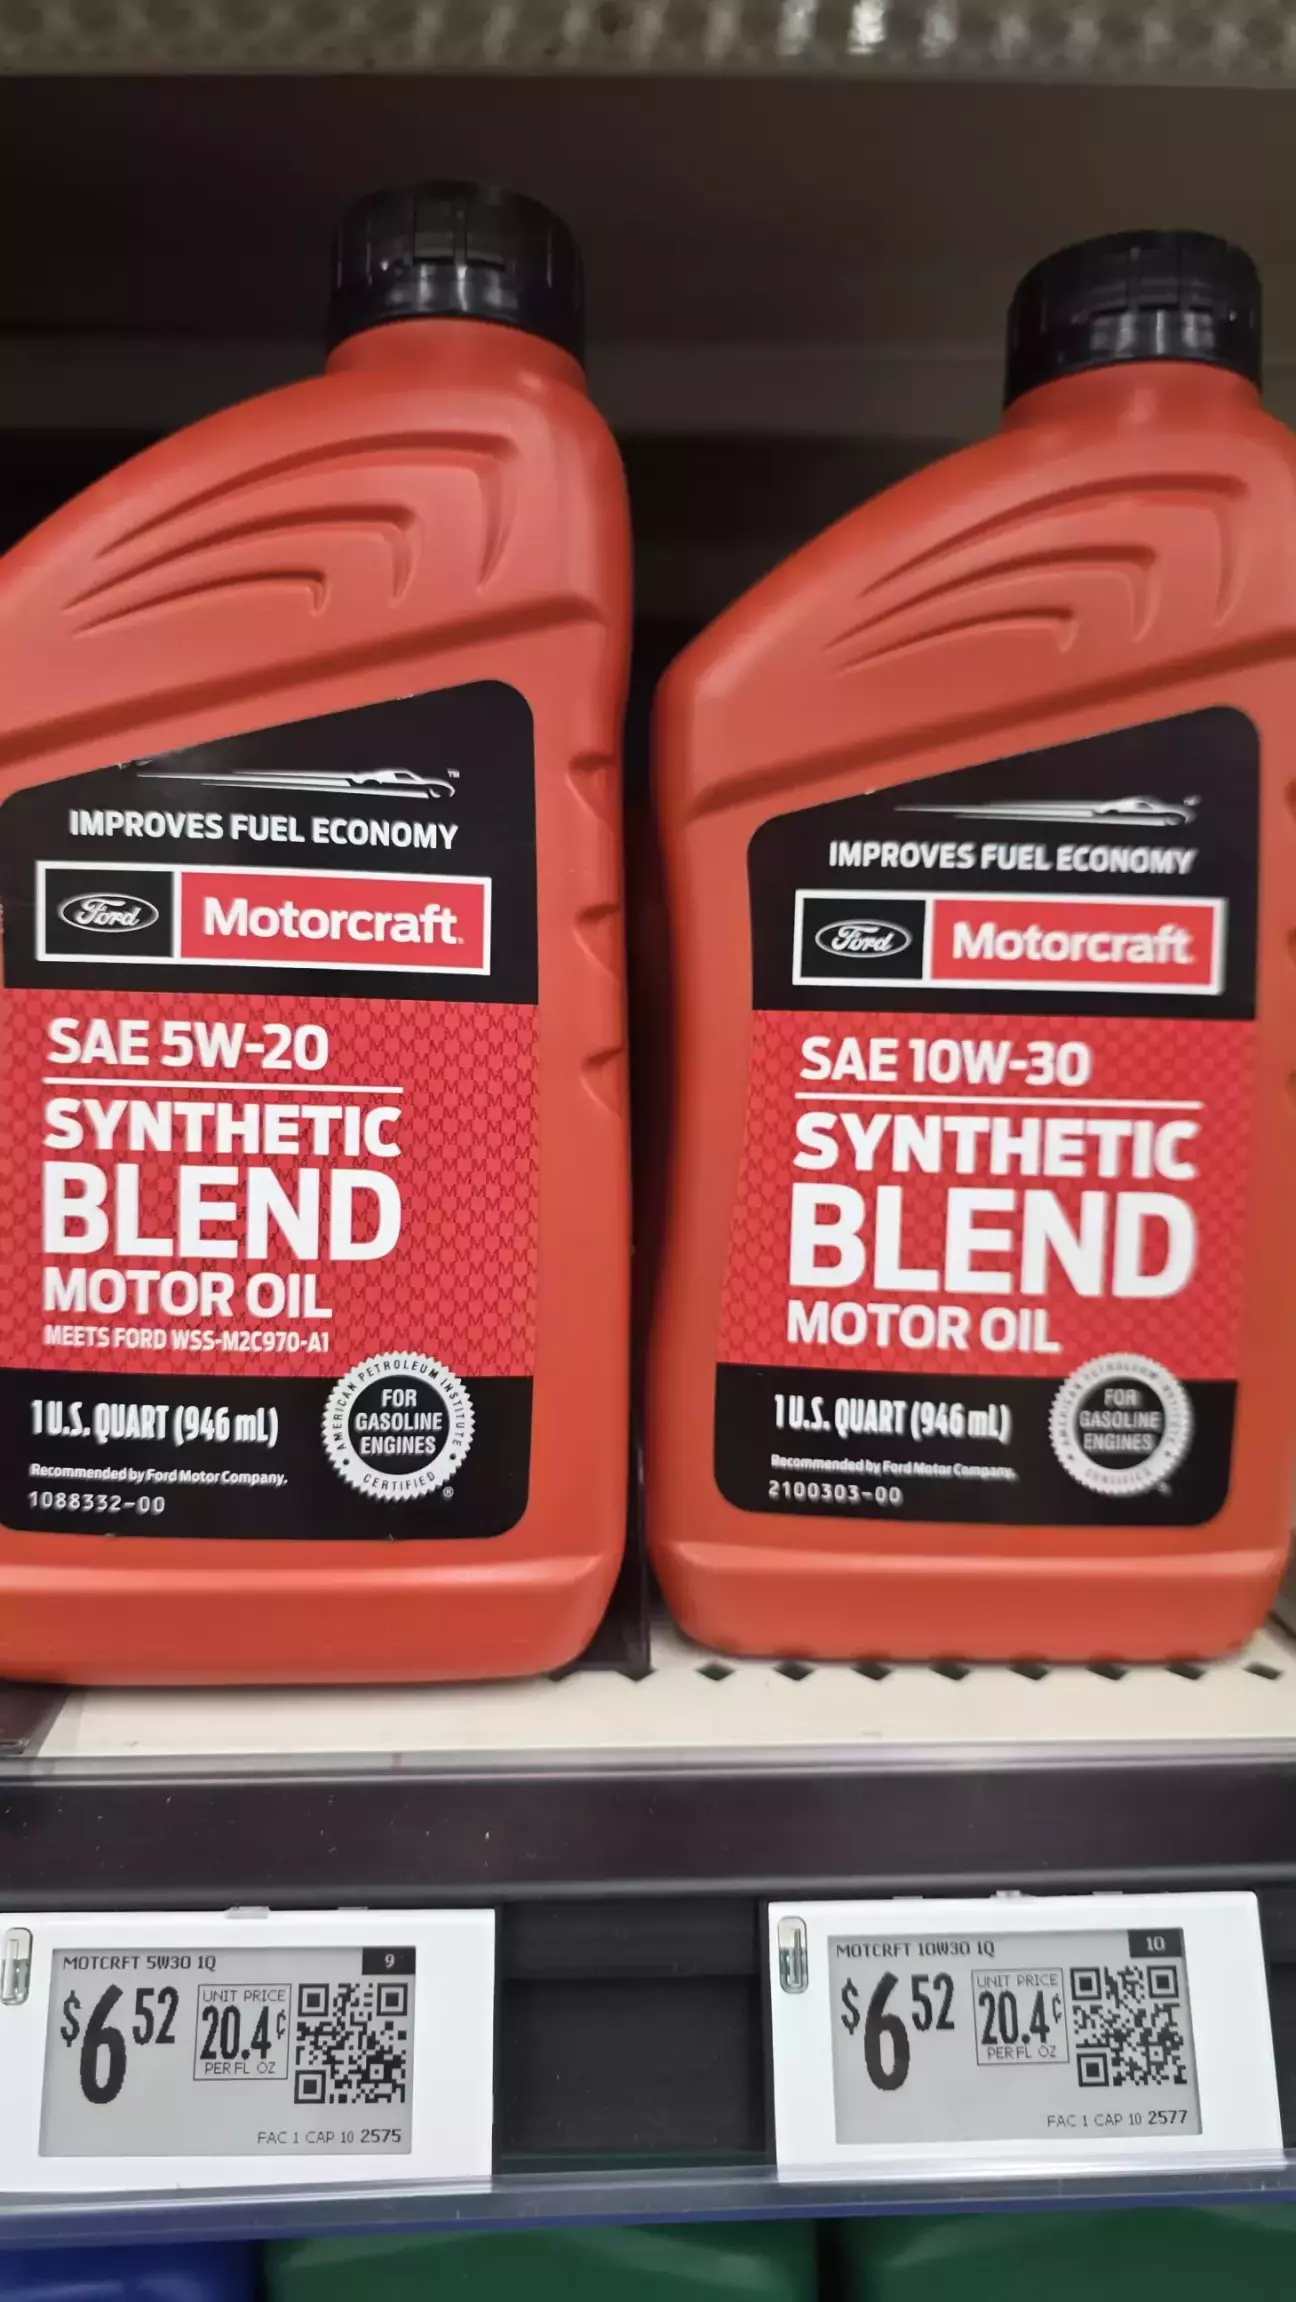 IMPROVES FUEL ECONOMY
Ford Motorcraft
SAE 5W-20
SYNTHETIC
BLEND
MOTOR OIL
MEETS FORD WSS-M2C970-A1
1 U.S. QUART (946 mL)
AMERICAN PETROLEUM INSTITUTE
FOR
GASOLINE
ENGINES
CERTIFIED
Recommended by Ford Motor Company.
1088332-00
IMPROVES FUEL ECONOMY
Ford Motorcraft
SAE 10W-30
SYNTHETIC
BLEND
MOTOR OIL
1 U.S. QUART (946 mL)
AMERICAN PETROLEUM INSTITUTE
FOR
GASOLINE
ENGINES
CERTIFIED
Recommended by Ford Motor Company.
2100303-00
MOTCRFT 5W30 1Q 9
$6 52
UNIT PRICE
20.4¢
PER FL OZ
FAC 1 CAP 10 2575
MOTCRFT 10W30 1Q 10
$6 52
UNIT PRICE
20.4¢
PER FL OZ
FAC 1 CAP 10 2577